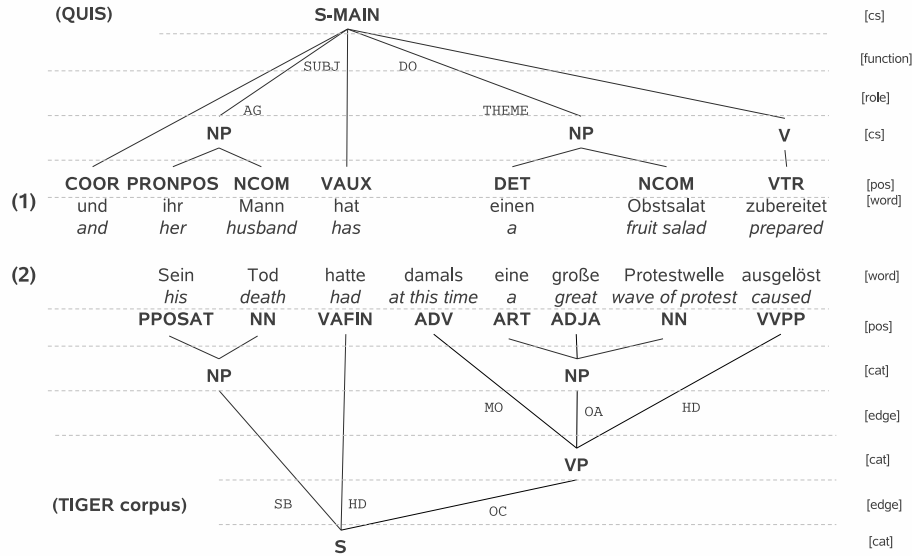 (QUIS) S-MAIN [cs]
SUBJ DO [function]
AG THEME [role]
NP NP V [cs]
COOR PRONPOS NCOM VAUX DET NCOM VTR [pos]
(1) und ihr Mann hat einen Obstsalat zubereitet [word]
and her husband has a fruit salad prepared
(2) Sein Tod hatte damals eine große Protestwelle ausgelöst [word]
his death had at this time a great wave of protest caused
PPOSAT NN VAFIN ADV ART ADJA NN VVPP [pos]
NP NP [cat]
MO OA HD [edge]
VP [cat]
(TIGER corpus) SB HD OC [edge]
S [cat]